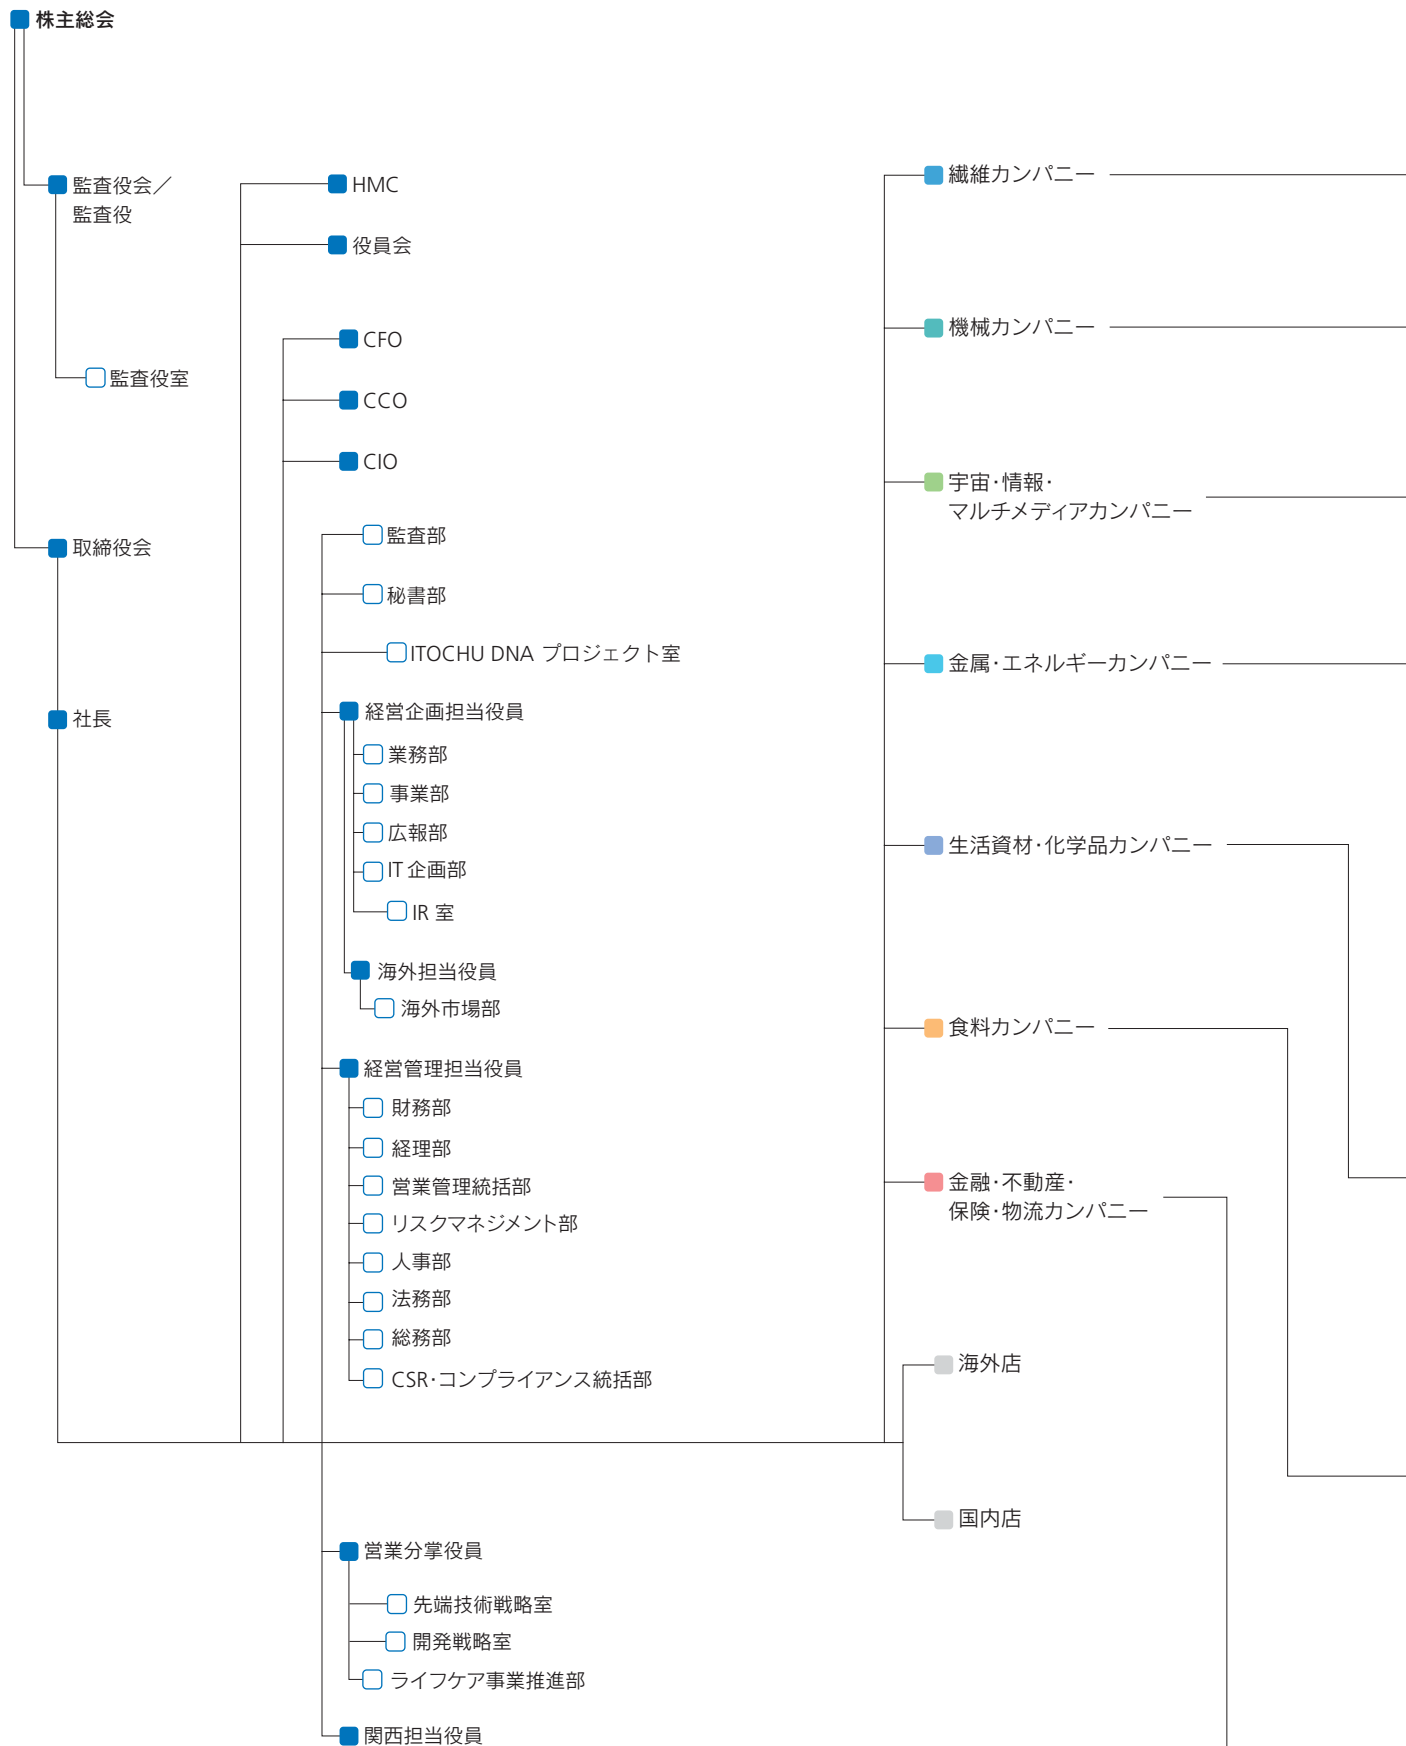 株主総会
監査役会／
監査役
監査役室
取締役会
社長
HMC
役員会
CFO
CCO
CIO
監査部
秘書部
ITOCHU DNA プロジェクト室
経営企画担当役員
業務部
事業部
広報部
IT 企画部
IR 室
海外担当役員
海外市場部
経営管理担当役員
財務部
経理部
営業管理統括部
リスクマネジメント部
人事部
法務部
総務部
CSR・コンプライアンス統括部
営業分掌役員
先端技術戦略室
開発戦略室
ライフケア事業推進部
関西担当役員
繊維カンパニー
機械カンパニー
宇宙・情報・
マルチメディアカンパニー
金属・エネルギーカンパニー
生活資材・化学品カンパニー
食料カンパニー
金融・不動産・
保険・物流カンパニー
海外店
国内店